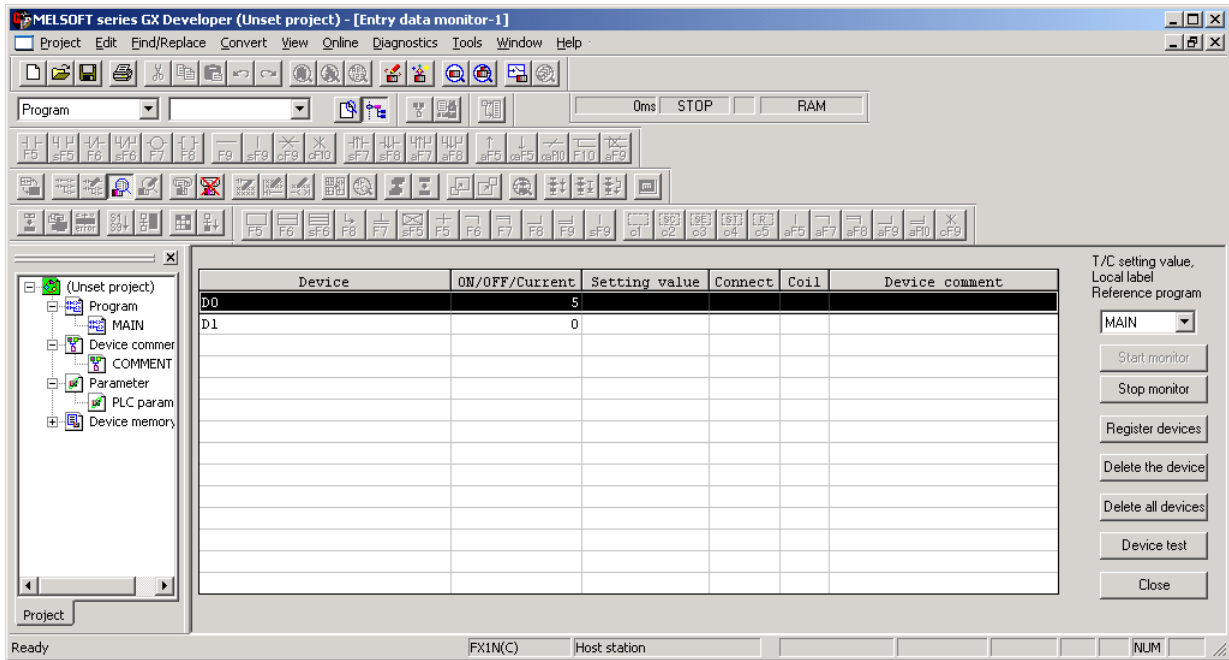 MELSOFT series GX Developer (Unset project) - [Entry data monitor-1]
Project Edit Find/Replace Convert View Online Diagnostics Tools Window Help
Program
0ms STOP RAM
F5 sF5 F6 sF6 F7 F8 F9 sF9 cF9 cF10 sF7 sF8 aF7 aF8 aF5 caF5 caF10 F10 aF9
error
F5 F6 sF6 F8 F7 sF5 F5 F6 F7 F8 F9 sF9 c1 c2 c3 c4 c5 aF5 aF7 aF8 aF9 aF10 cF9
(Unset project)
Program
MAIN
Device commer
COMMENT
Parameter
PLC param
Device memory
Project
Device ON/OFF/Current Setting value Connect Coil Device comment
D0 5
D1 0
T/C setting value,
Local label
Reference program
MAIN
Start monitor
Stop monitor
Register devices
Delete the device
Delete all devices
Device test
Close
Ready FX1N(C) Host station NUM